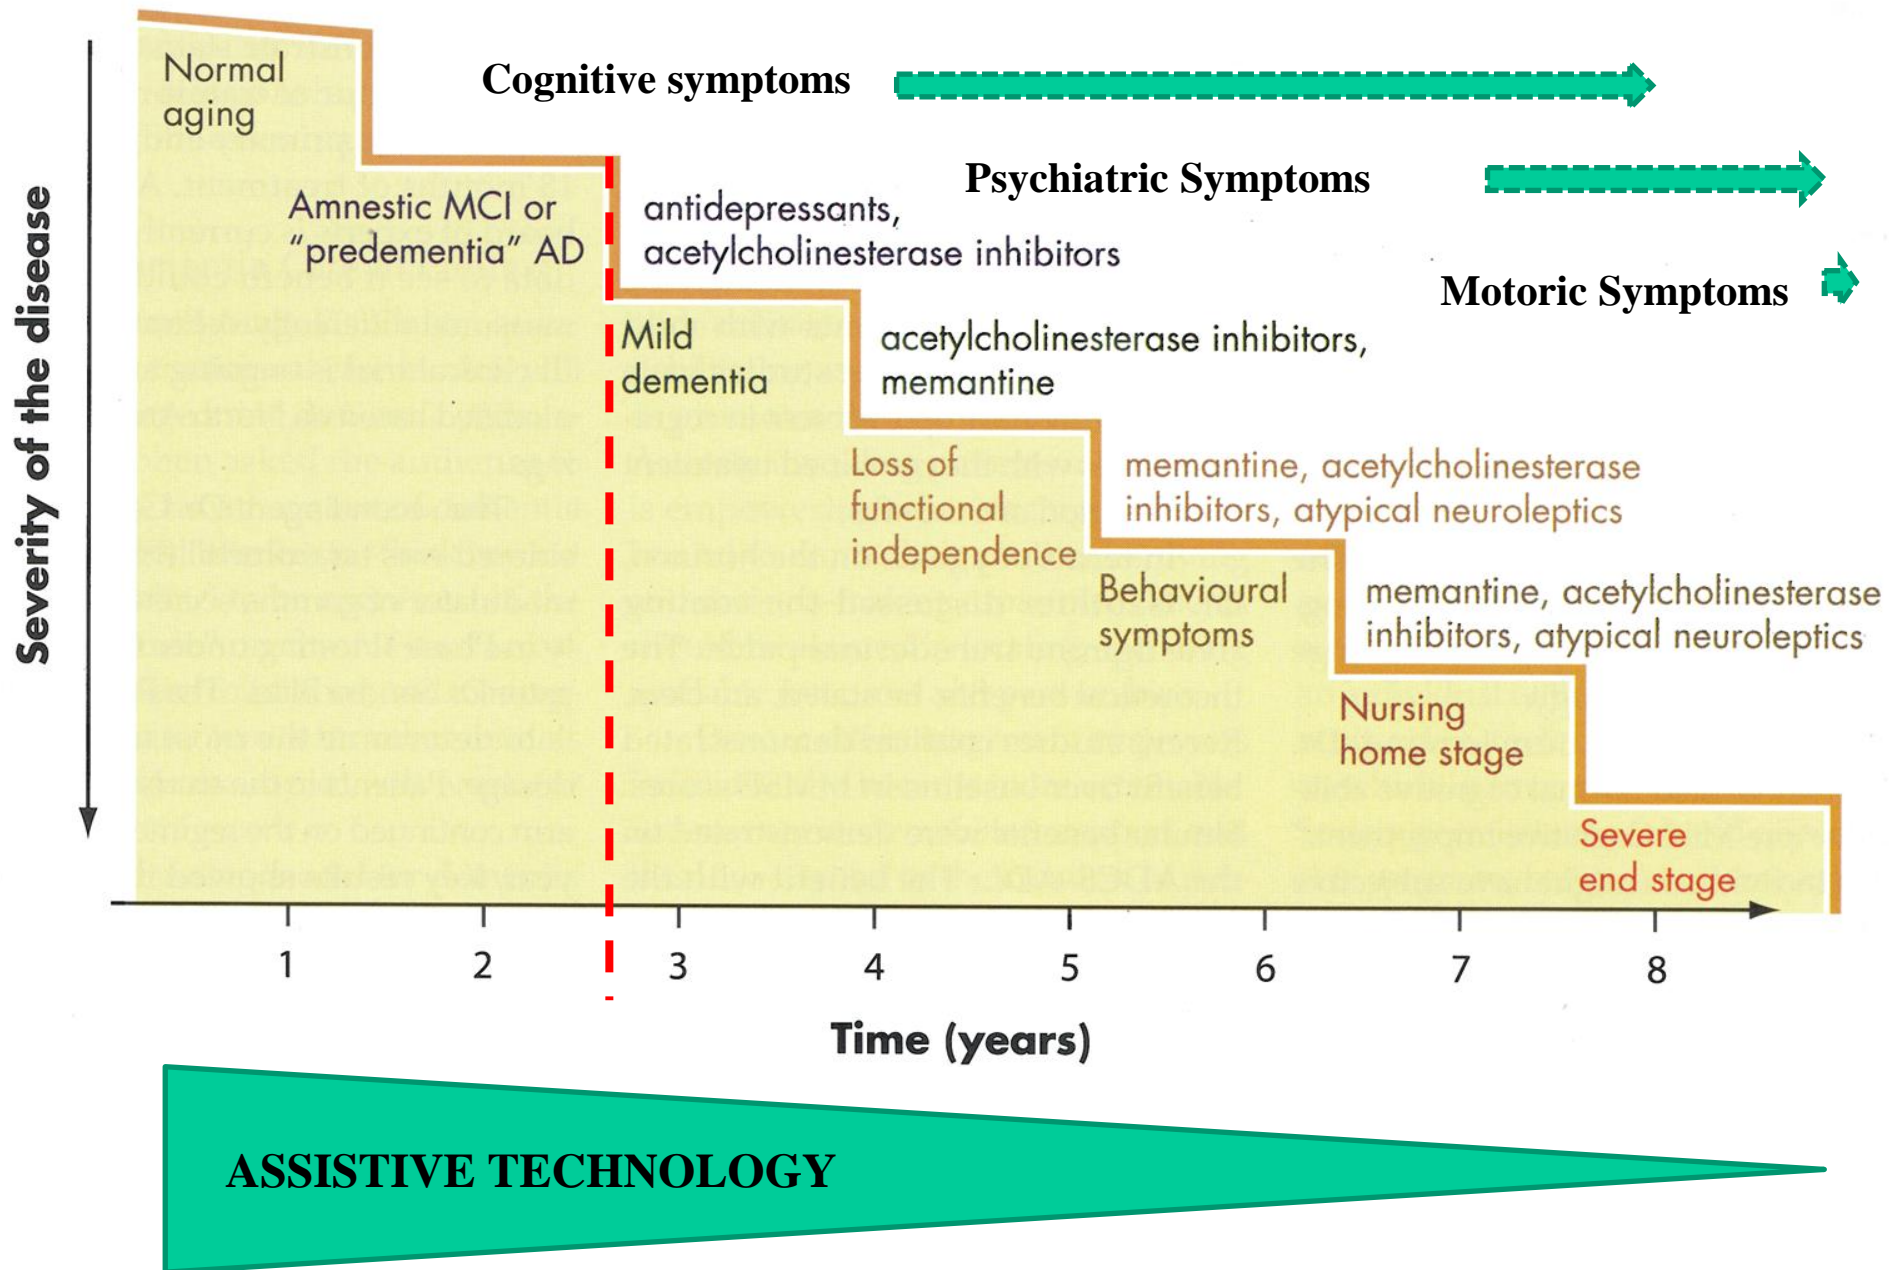 Normal
aging
Cognitive symptoms
Psychiatric Symptoms
Motoric Symptoms
Severity of the disease
Amnestic MCI or
"predementia" AD
antidepressants,
acetylcholinesterase inhibitors
Mild
dementia
acetylcholinesterase inhibitors,
memantine
Loss of
functional
independence
memantine, acetylcholinesterase
inhibitors, atypical neuroleptics
Behavioural
symptoms
memantine, acetylcholinesterase
inhibitors, atypical neuroleptics
Nursing
home stage
Severe
end stage
1 2 3 4 5 6 7 8
Time (years)
ASSISTIVE TECHNOLOGY